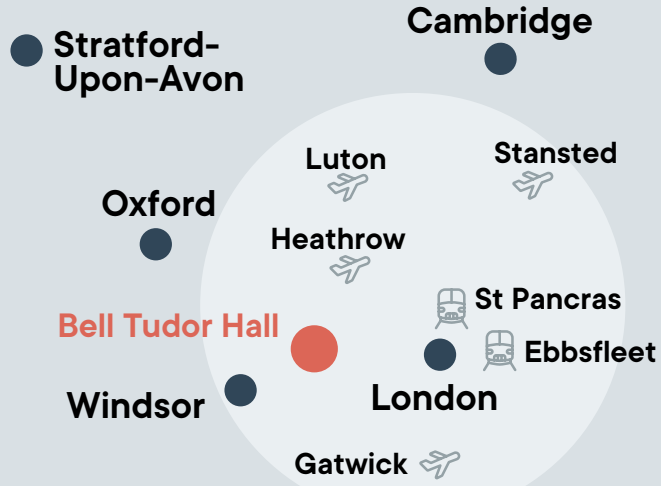 Cambridge
Stratford-
Upon-Avon
Luton
Stansted
Oxford
Heathrow
St Pancras
Bell Tudor Hall
Ebbsfleet
London
Windsor
Gatwick